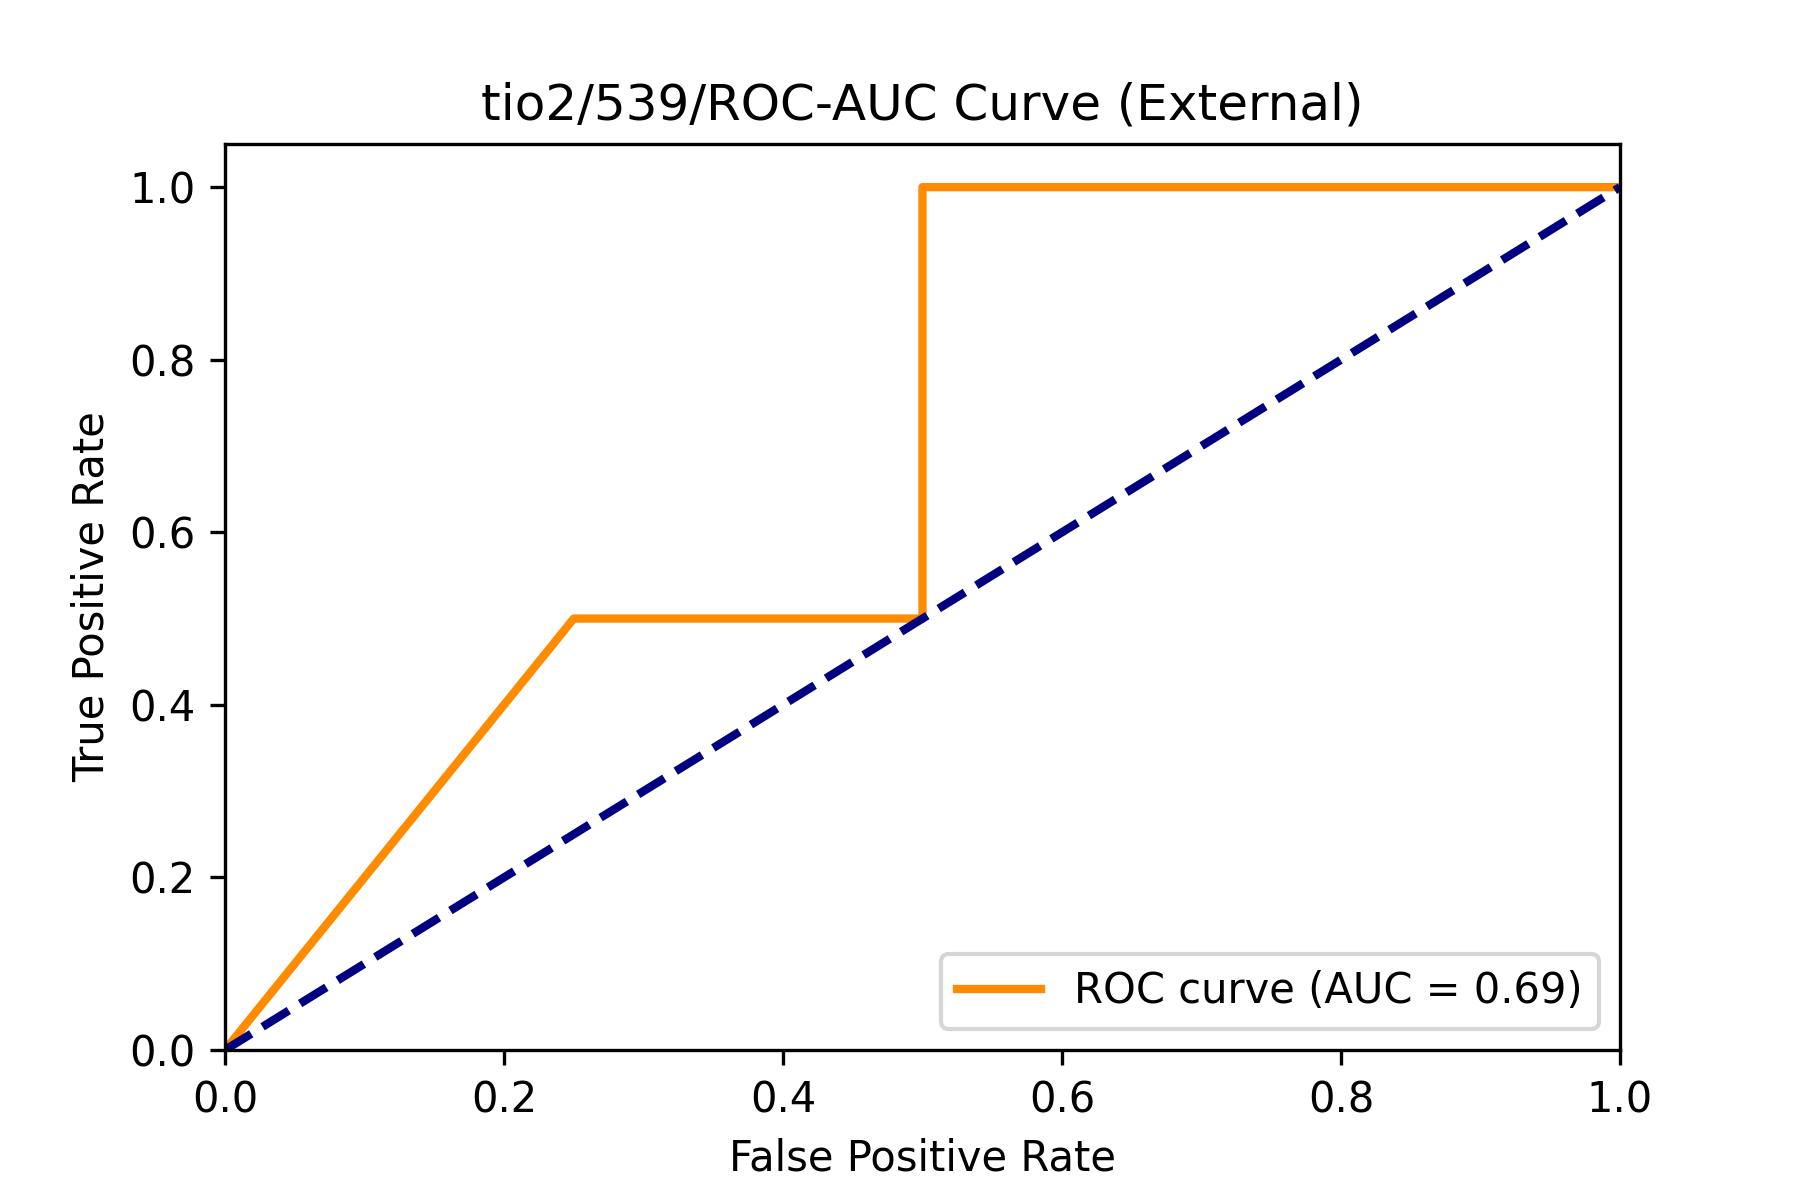 tio2/539/ROC-AUC Curve (External)
1.0
0.8
0.6
0.4
0.2
0.0
True Positive Rate
ROC curve (AUC = 0.69)
0.0 0.2 0.4 0.6 0.8 1.0
False Positive Rate